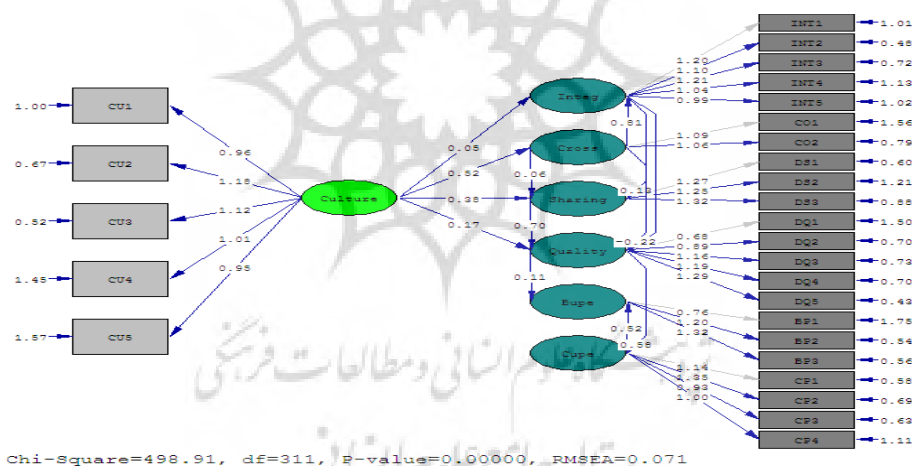 INT1 1.01
INT2 0.48
1.20
1.10 INT3 0.72
1.21
1.00 CU1 Integ 1.04 INT4 1.13
0.99 INT5 1.02
0.81
0.96 CO1 1.56
0.05 1.09
Cross 1.06 CO2 0.79
0.67 CU2 0.52 0.06 DS1 0.60
1.18 1.27
Culture 0.38 Sharing 0.13 DS2 1.21
1.32 DS3 0.88
0.52 CU3 1.12 0.17 0.70
DQ1 1.50
-0.22 0.68
1.01 Quality 0.89 DQ2 0.70
1.16 DQ3 0.73
1.45 CU4 0.95 0.11 1.19 DQ4 0.70
1.29 DQ5 0.43
Bupe 0.76 BP1 1.75
1.20
0.52 1.32 BP2 0.54
1.57 CU5 0.58 BP3 0.56
Cupe 1.14 CP1 0.58
1.35
0.93 CP2 0.69
1.00 CP3 0.63
CP4 1.11
Chi-Square=498.91, df=311, P-value=0.00000, RMSEA=0.071